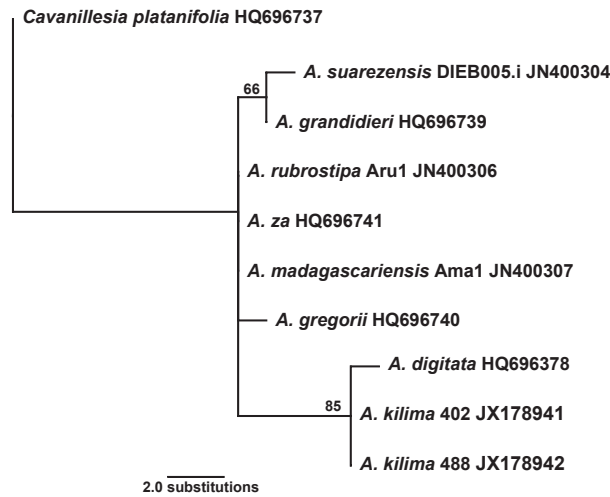 Cavanillesia platanifolia HQ696737
A. suarezensis DIEB005.i JN400304
66
A. grandidieri HQ696739
A. rubrostipa Aru1 JN400306
A. za HQ696741
A. madagascariensis Ama1 JN400307
A. gregorii HQ696740
A. digitata HQ696378
85
A. kilima 402 JX178941
A. kilima 488 JX178942
2.0 substitutions